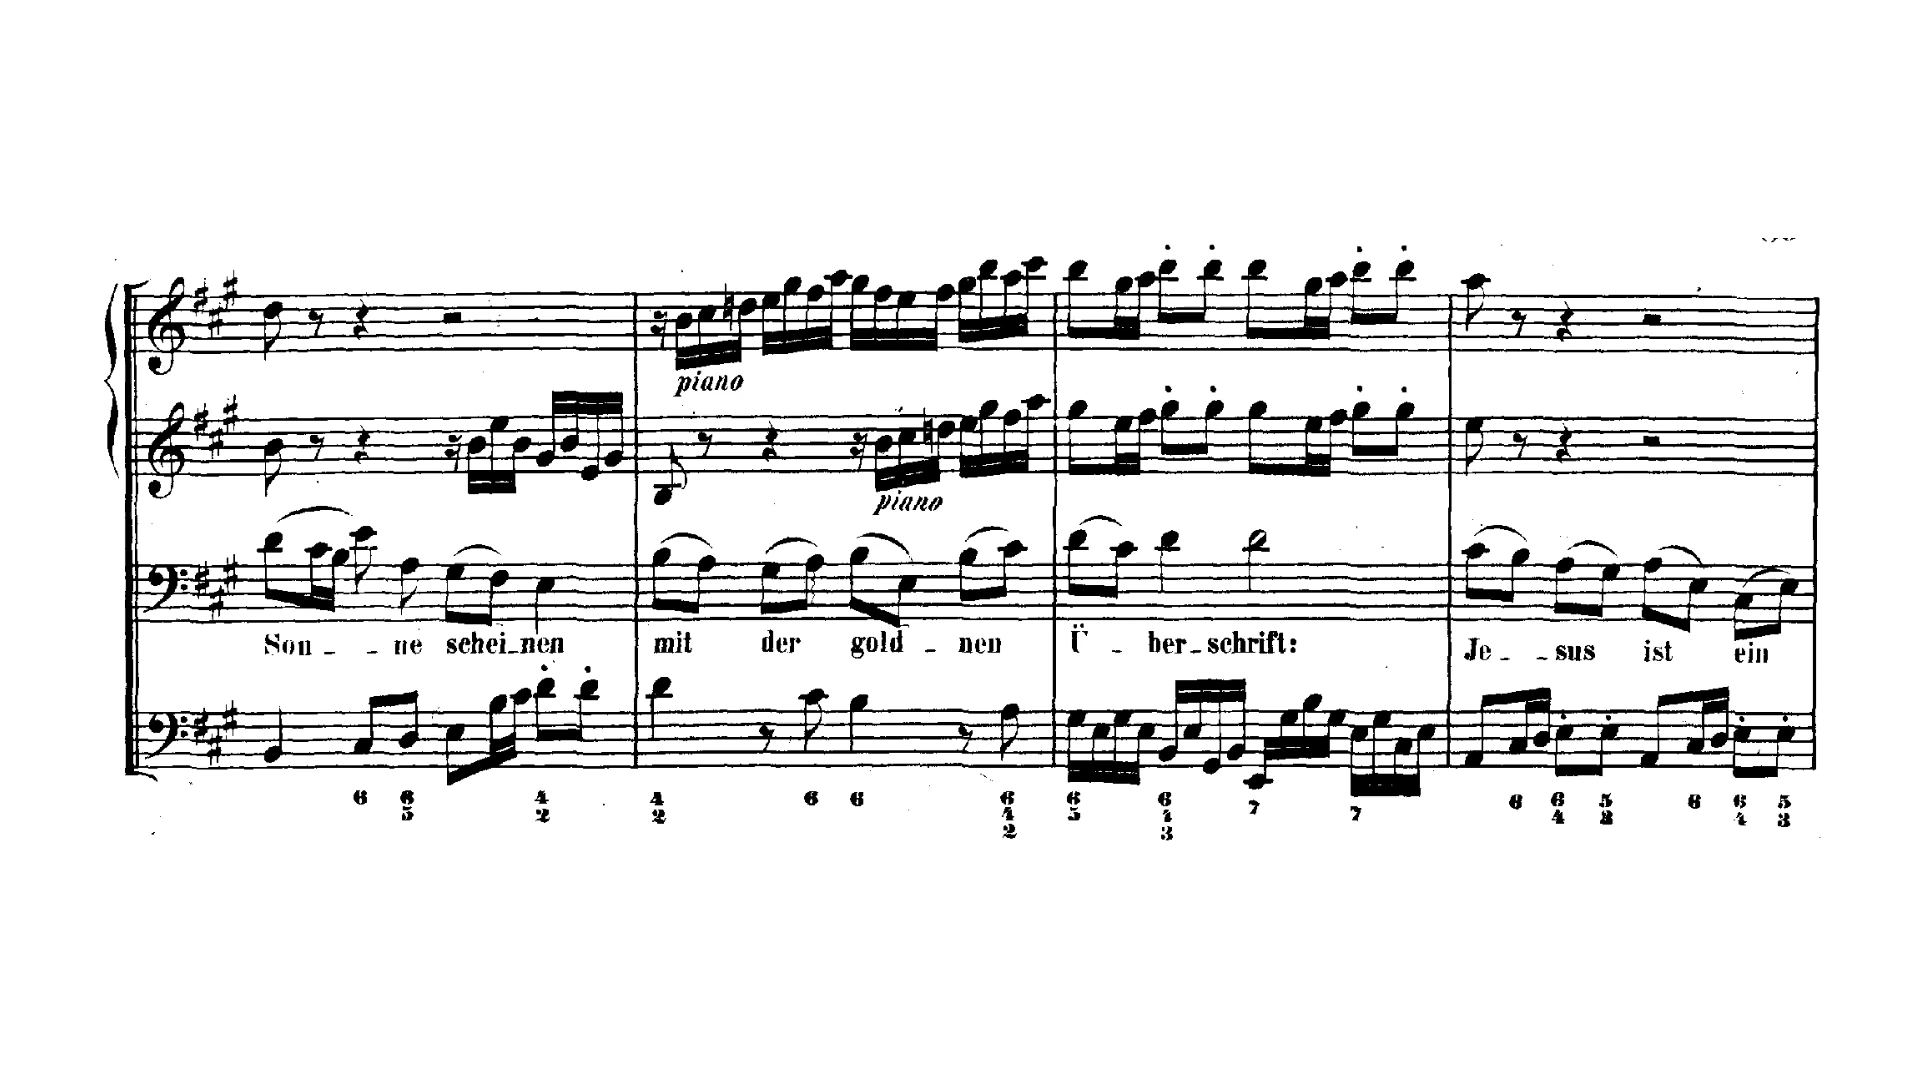 piano
piano
Son - - ne schei - nen mit der gold - nen Ü - ber - schrift: Je - - sus ist ein
6 6 4 4 6 6 6 6 6 7 7 6 6 5 6 6 5
5 2 2 4 5 4 4 3 4 3
2 3